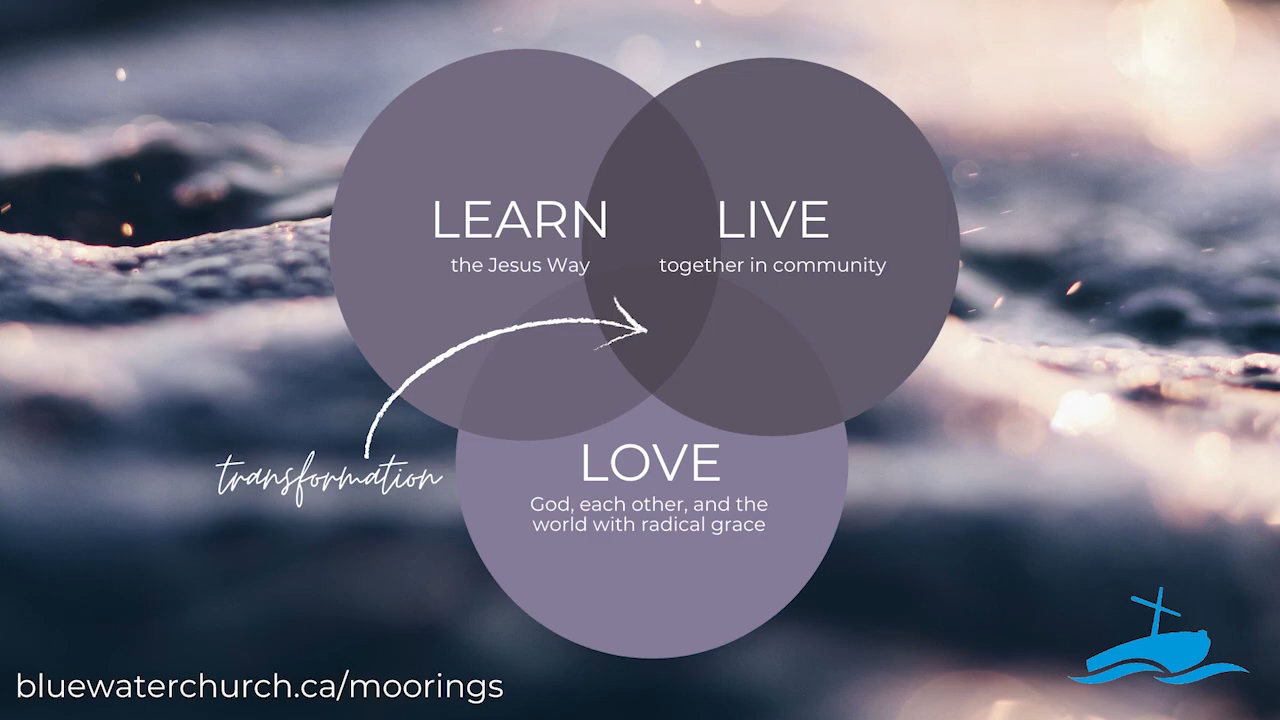 LEARN
the Jesus Way
LIVE
together in community
transformation
LOVE
God, each other, and the
world with radical grace
bluewaterchurch.ca/moorings